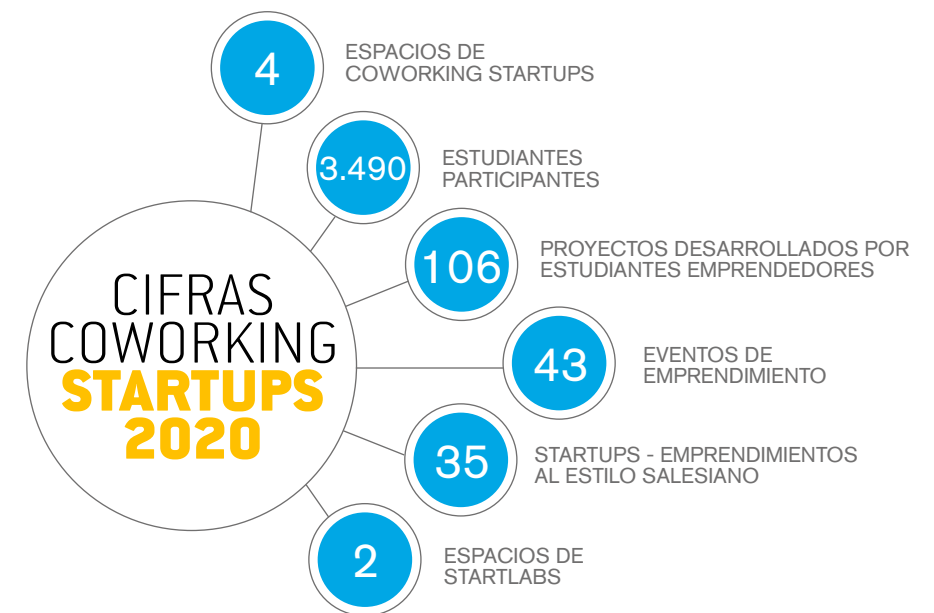 4
ESPACIOS DE
COWORKING STARTUPS
3.490
ESTUDIANTES
PARTICIPANTES
106
PROYECTOS DESARROLLADOS POR
ESTUDIANTES EMPRENDEDORES
CIFRAS
COWORKING
STARTUPS
2020
43
EVENTOS DE
EMPRENDIMIENTO
35
STARTUPS - EMPRENDIMIENTOS
AL ESTILO SALESIANO
2
ESPACIOS DE
STARTLABS